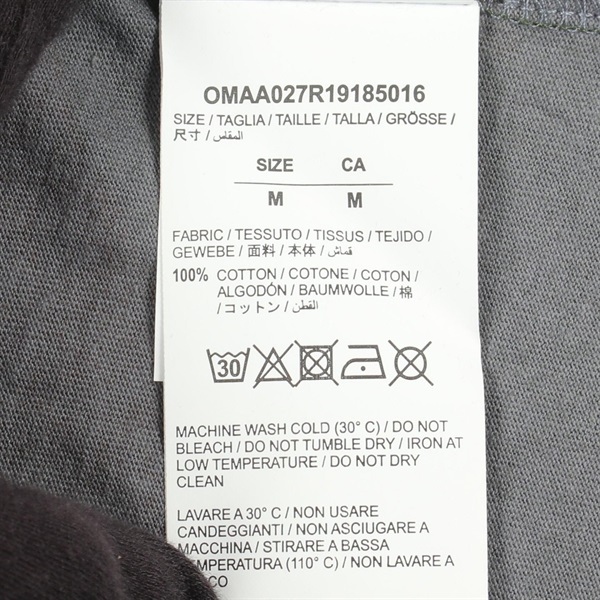 OMAA027R19185016
SIZE / TAGLIA / TAILLE / TALLA / GRÖSSE /
尺寸 / المقاس
SIZE CA
M M
FABRIC / TESSUTO / TISSUS / TEJIDO /
GEWEBE / 面料 / 本体 / قماش
100% COTTON / COTONE / COTON /
ALGODÓN / BAUMWOLLE / 棉
/ コットン / القطن
30
MACHINE WASH COLD (30° C) / DO NOT
BLEACH / DO NOT TUMBLE DRY / IRON AT
LOW TEMPERATURE / DO NOT DRY
CLEAN
LAVARE A 30° C / NON USARE
CANDEGGIANTI / NON ASCIUGARE A
MACCHINA / STIRARE A BASSA
TEMPERATURA (110° C) / NON LAVARE A